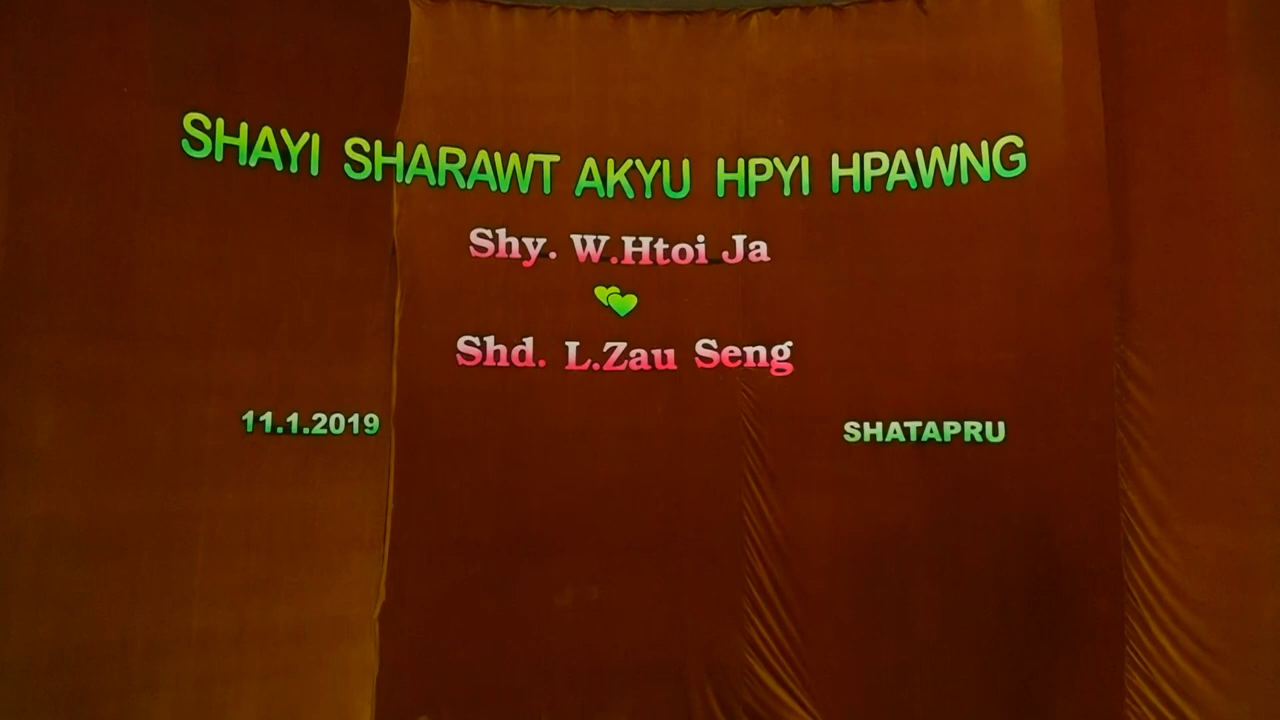 SHAYI SHARAWT AKYU HPYI HPAWNG
Shy. W.Htoi Ja
Shd. L.Zau Seng
11.1.2019
SHATAPRU